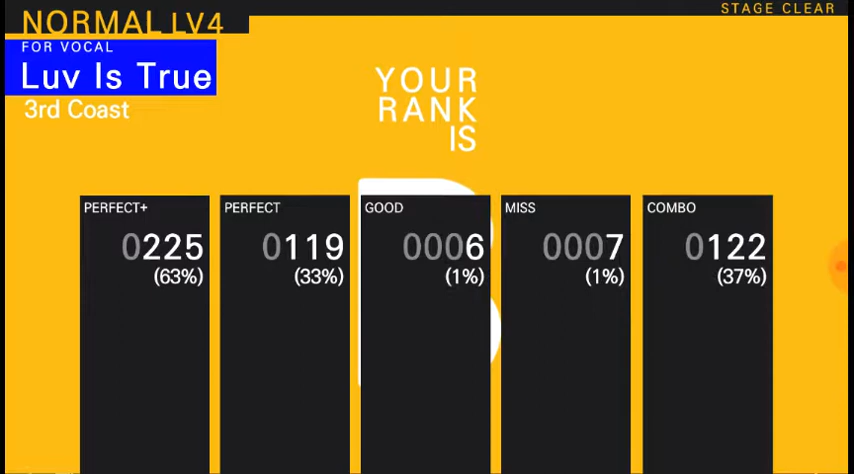 NORMAL LV4
STAGE CLEAR
FOR VOCAL
Luv Is True
3rd Coast
YOUR
RANK
IS
PERFECT+
0225
(63%)
PERFECT
0119
(33%)
GOOD
0006
(1%)
MISS
0007
(1%)
COMBO
0122
(37%)